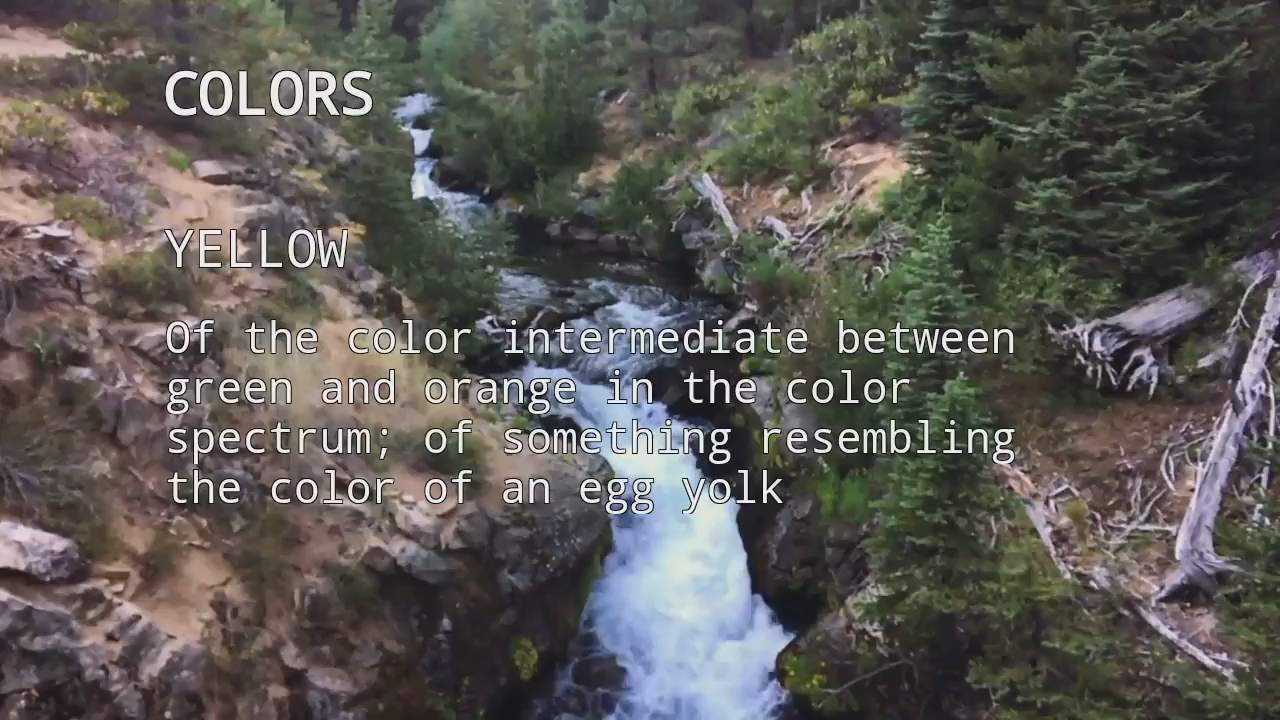 COLORS
YELLOW
Of the color intermediate between
green and orange in the color
spectrum; of something resembling
the color of an egg yolk